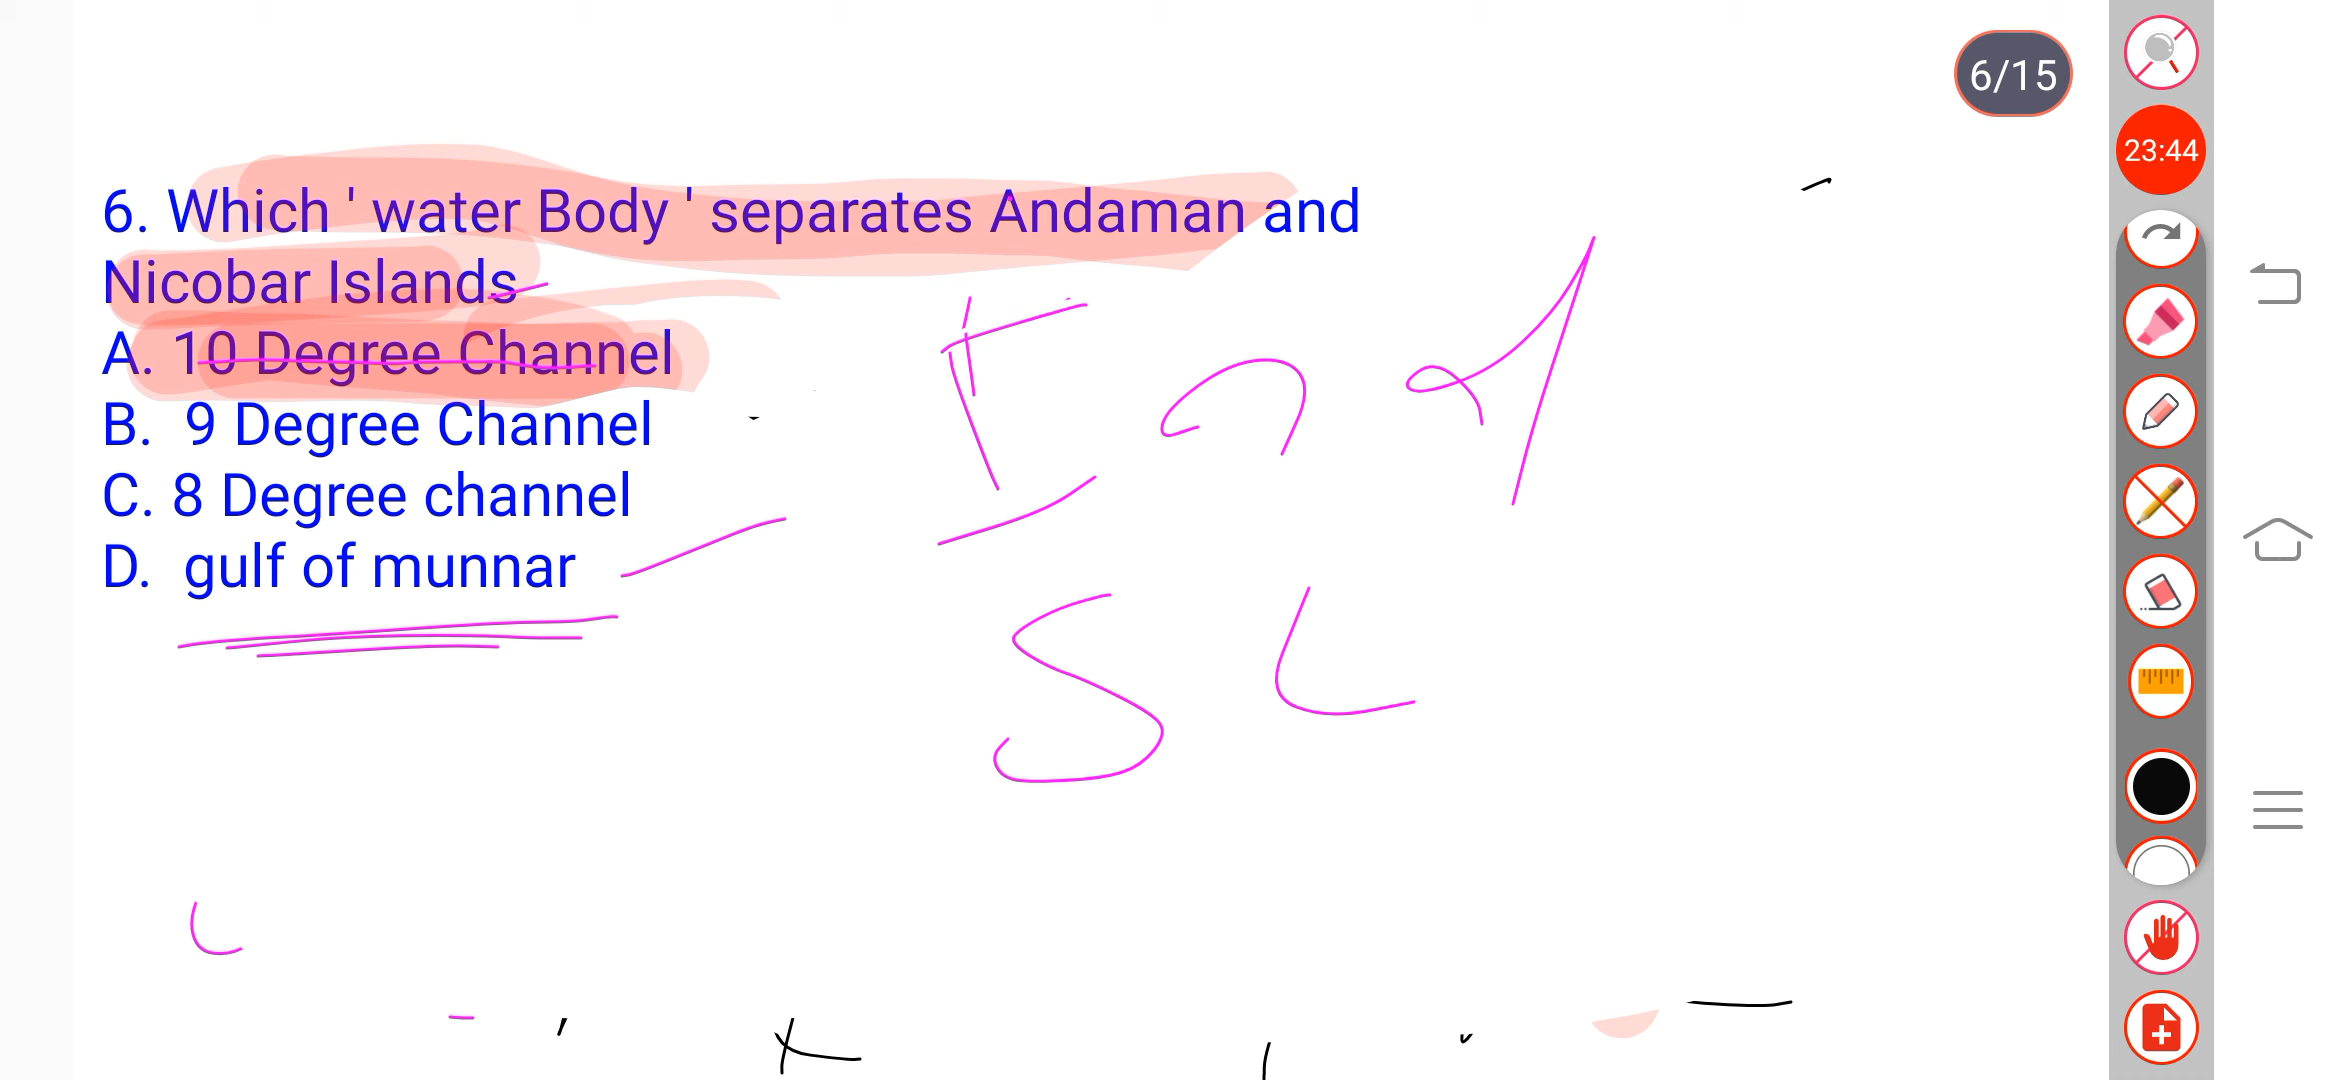 6/15
23:44
6. Which ' water Body ' separates Andaman and
Nicobar Islands
A. 10 Degree Channel
B.  9 Degree Channel
C. 8 Degree channel
D.  gulf of munnar
SL